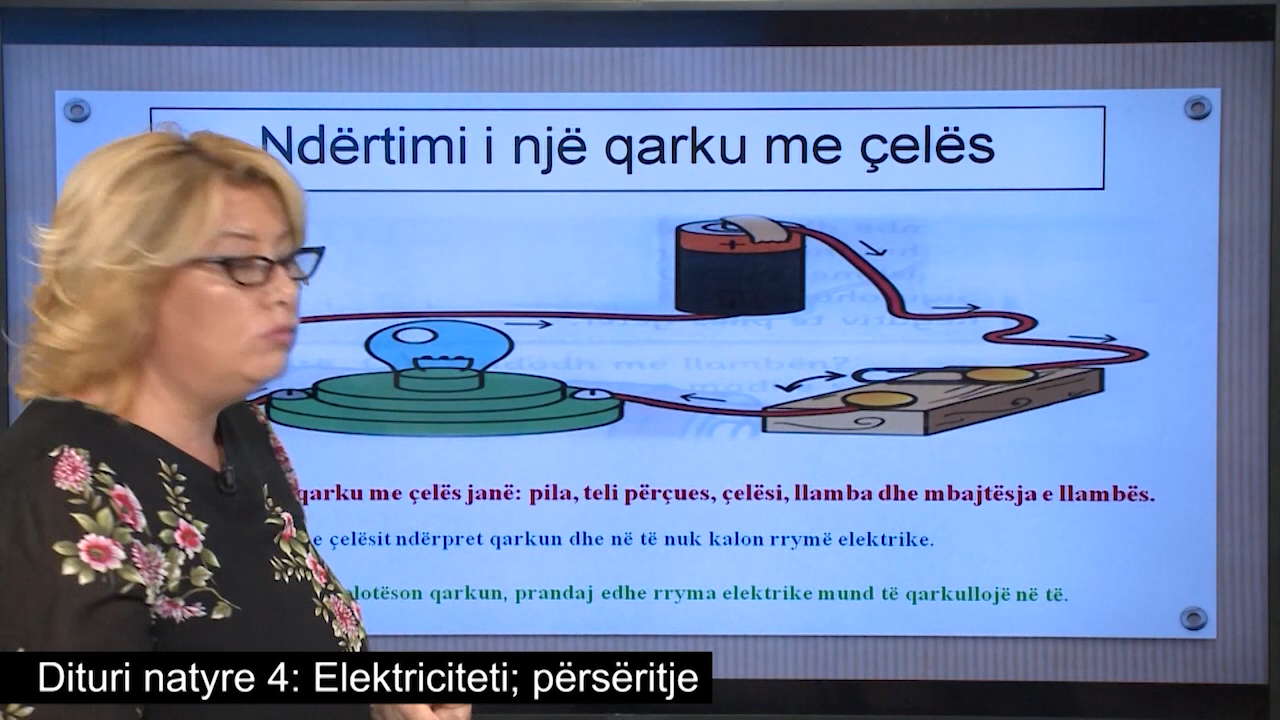 Ndërtimi i një qarku me çelës
+
qarku me çelës janë: pila, teli përçues, çelësi, llamba dhe mbajtësja e llambës.
çelësit ndërpret qarkun dhe në të nuk kalon rrymë elektrike.
qarkun, prandaj edhe rryma elektrike mund të qarkullojë në të.
Dituri natyre 4: Elektriciteti; përsëritje